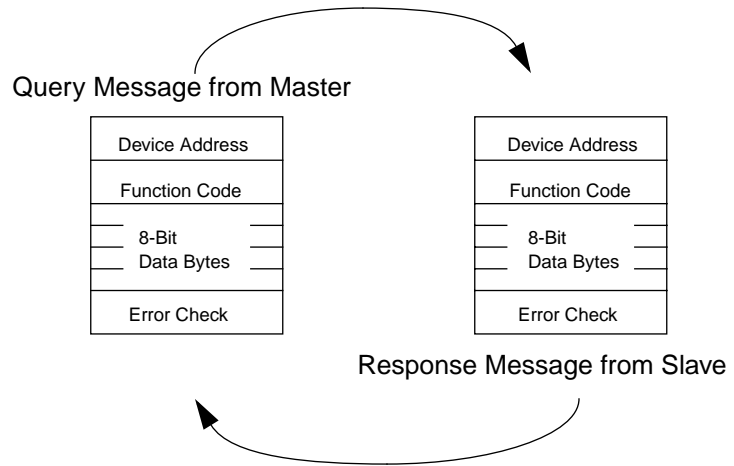 Query Message from Master
Device Address
Function Code
8-Bit
Data Bytes
Error Check
Device Address
Function Code
8-Bit
Data Bytes
Error Check
Response Message from Slave